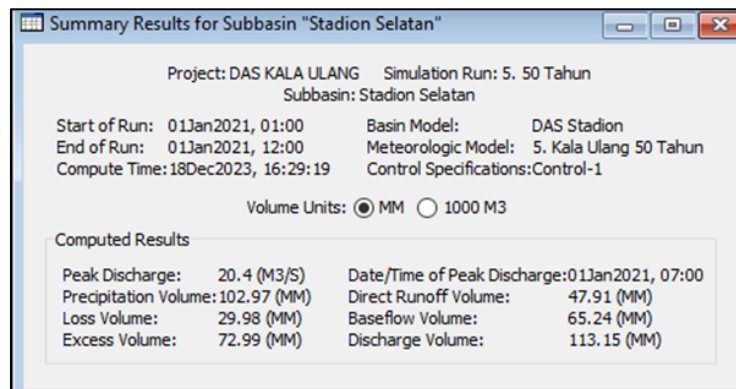 Summary Results for Subbasin "Stadion Selatan"
Project: DAS KALA ULANG Simulation Run: 5. 50 Tahun
Subbasin: Stadion Selatan
Start of Run: 01Jan2021, 01:00 Basin Model: DAS Stadion
End of Run: 01Jan2021, 12:00 Meteorologic Model: 5. Kala Ulang 50 Tahun
Compute Time:18Dec2023, 16:29:19 Control Specifications:Control-1
Volume Units: MM 1000 M3
Computed Results
Peak Discharge: 20.4 (M3/S) Date/Time of Peak Discharge:01Jan2021, 07:00
Precipitation Volume:102.97 (MM) Direct Runoff Volume: 47.91 (MM)
Loss Volume: 29.98 (MM) Baseflow Volume: 65.24 (MM)
Excess Volume: 72.99 (MM) Discharge Volume: 113.15 (MM)